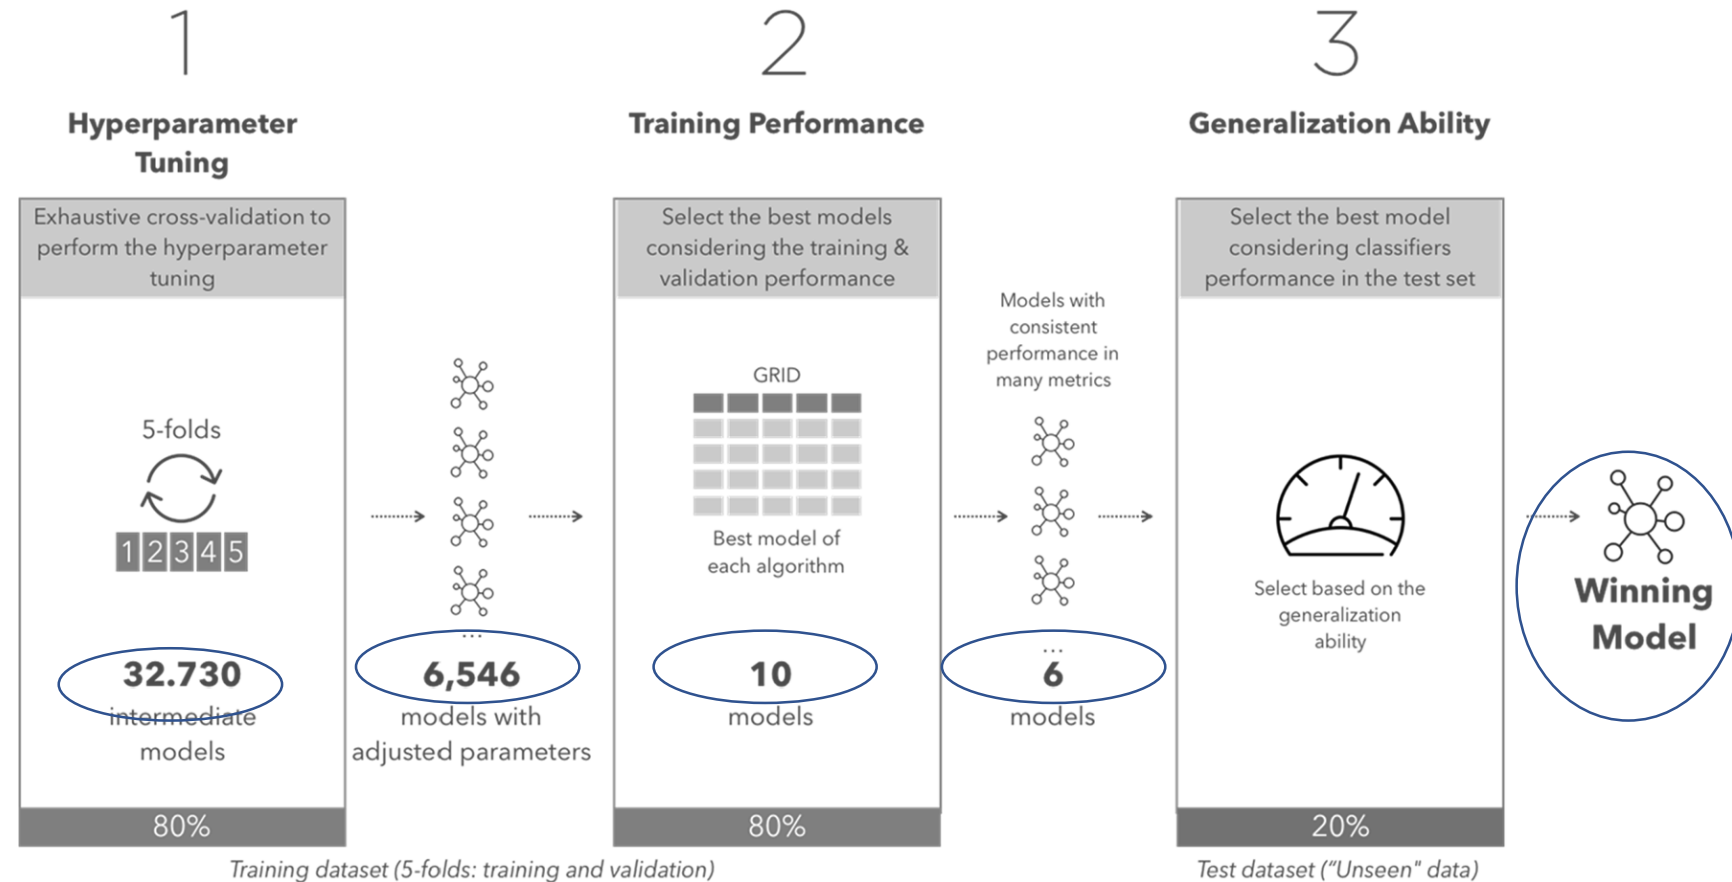 1
Hyperparameter
Tuning
Exhaustive cross-validation to
perform the hyperparameter
tuning
5-folds
1 2 3 4 5
32.730
intermediate
models
80%
...
6,546
models with
adjusted parameters
2
Training Performance
Select the best models
considering the training &
validation performance
GRID
Best model of
each algorithm
10
models
80%
Training dataset (5-folds: training and validation)
Models with
consistent
performance in
many metrics
...
6
models
3
Generalization Ability
Select the best model
considering classifiers
performance in the test set
Select based on the
generalization
ability
20%
Test dataset (“Unseen" data)
Winning
Model